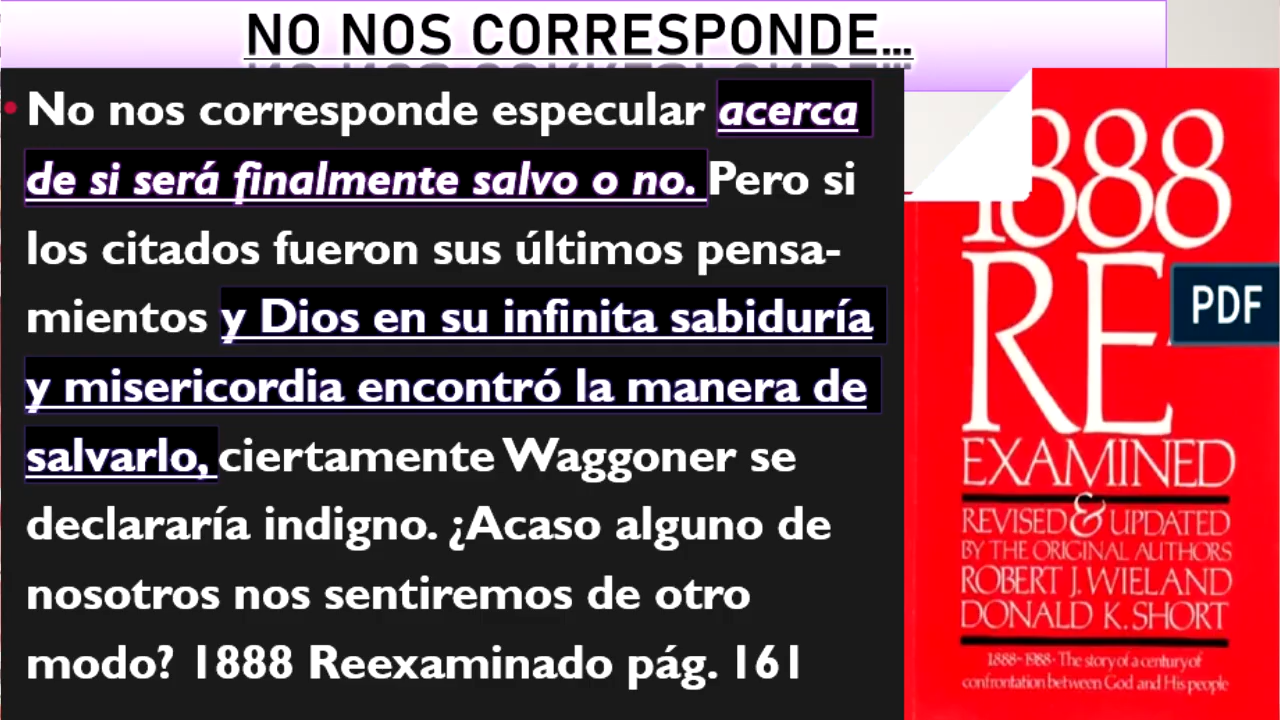 NO NOS CORRESPONDE...
• No nos corresponde especular acerca
de si será finalmente salvo o no. Pero si
los citados fueron sus últimos pensa-
mientos y Dios en su infinita sabiduría
y misericordia encontró la manera de
salvarlo, ciertamente Waggoner se
declararía indigno. ¿Acaso alguno de
nosotros nos sentiremos de otro
modo? 1888 Reexaminado pág. 161
1888
RE
PDF
EXAMINED
REVISED & UPDATED
BY THE ORIGINAL AUTHORS
ROBERT J. WIELAND
DONALD K. SHORT
1888-1988 · The story of a century of
confrontation between God and His people